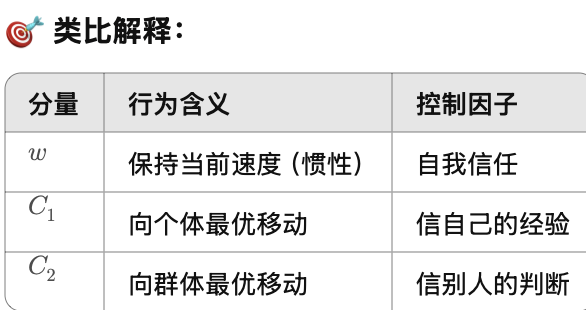 🎯 类比解释：
分量 行为含义 控制因子
w 保持当前速度（惯性） 自我信任
C₁ 向个体最优移动 信自己的经验
C₂ 向群体最优移动 信别人的判断